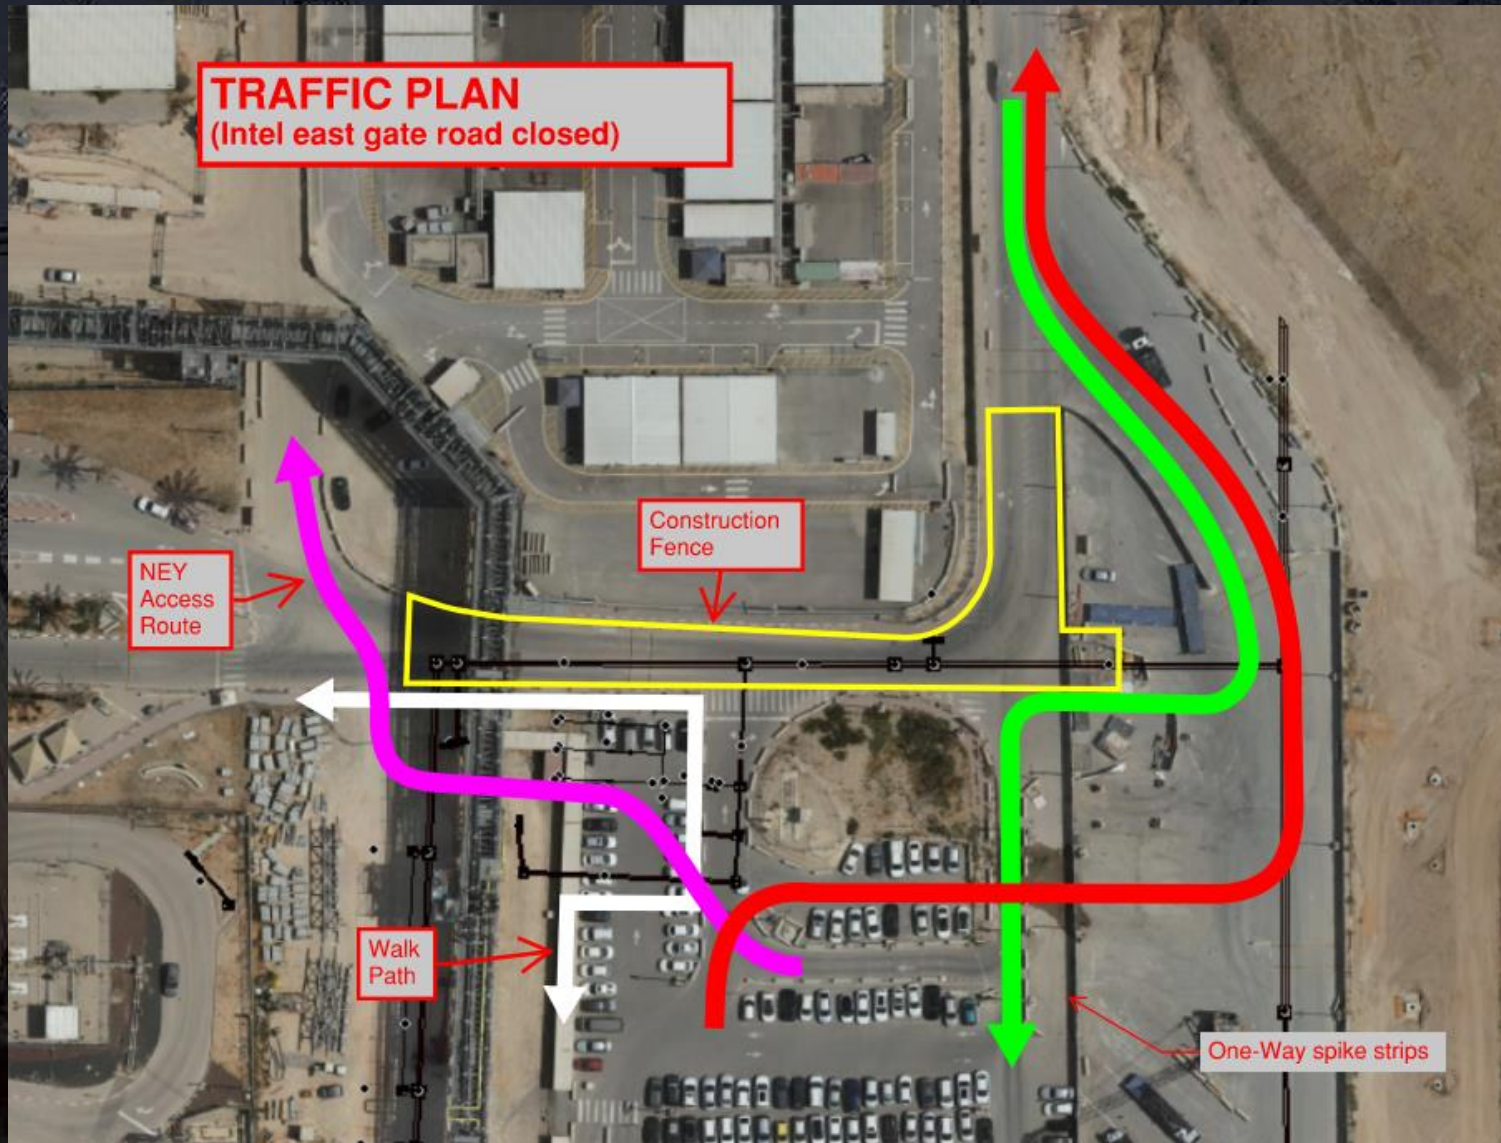 TRAFFIC PLAN
(Intel east gate road closed)
Construction
Fence
NEY
Access
Route
Walk
Path
One-Way spike strips